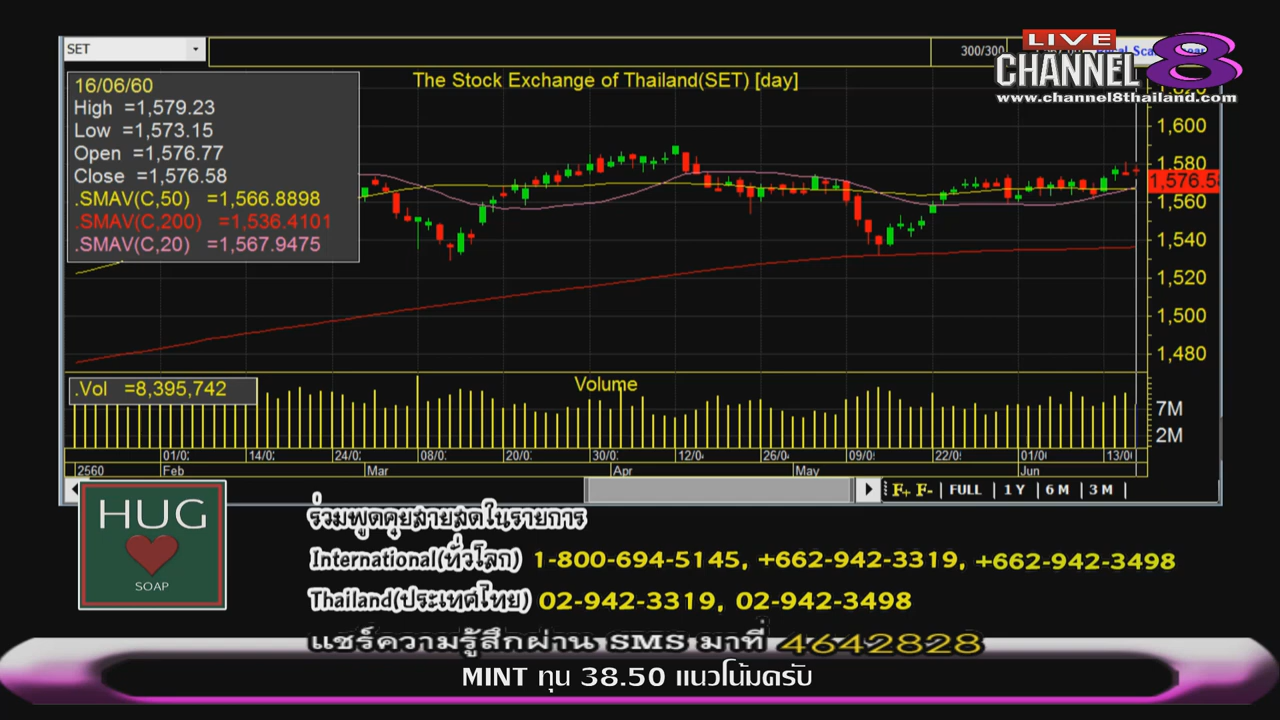 SET
300/300
LIVE
CHANNEL 8
www.channel8thailand.com
The Stock Exchange of Thailand(SET) [day]
16/06/60
High =1,579.23
Low =1,573.15
Open =1,576.77
Close =1,576.58
.SMAV(C,50) =1,566.8898
.SMAV(C,200) =1,536.4101
.SMAV(C,20) =1,567.9475
1,600
1,580
1,576.58
1,560
1,540
1,520
1,500
1,480
.Vol =8,395,742
Volume
7M
2M
01/0 14/0 24/0 08/0 20/0 30/0 12/0 26/0 09/0 22/0 01/0 13/0
2560 Feb Mar Apr May Jun
F+ F- | FULL | 1 Y | 6 M | 3 M |
HUG
SOAP
ร่วมพูดคุยสายสดในรายการ
International(ทั่วโลก) 1-800-694-5145, +662-942-3319, +662-942-3498
Thailand(ประเทศไทย) 02-942-3319, 02-942-3498
แชร์ความรู้สึกผ่าน SMS มาที่ 4642828
MINT ทุน 38.50 แนวโน้มครับ